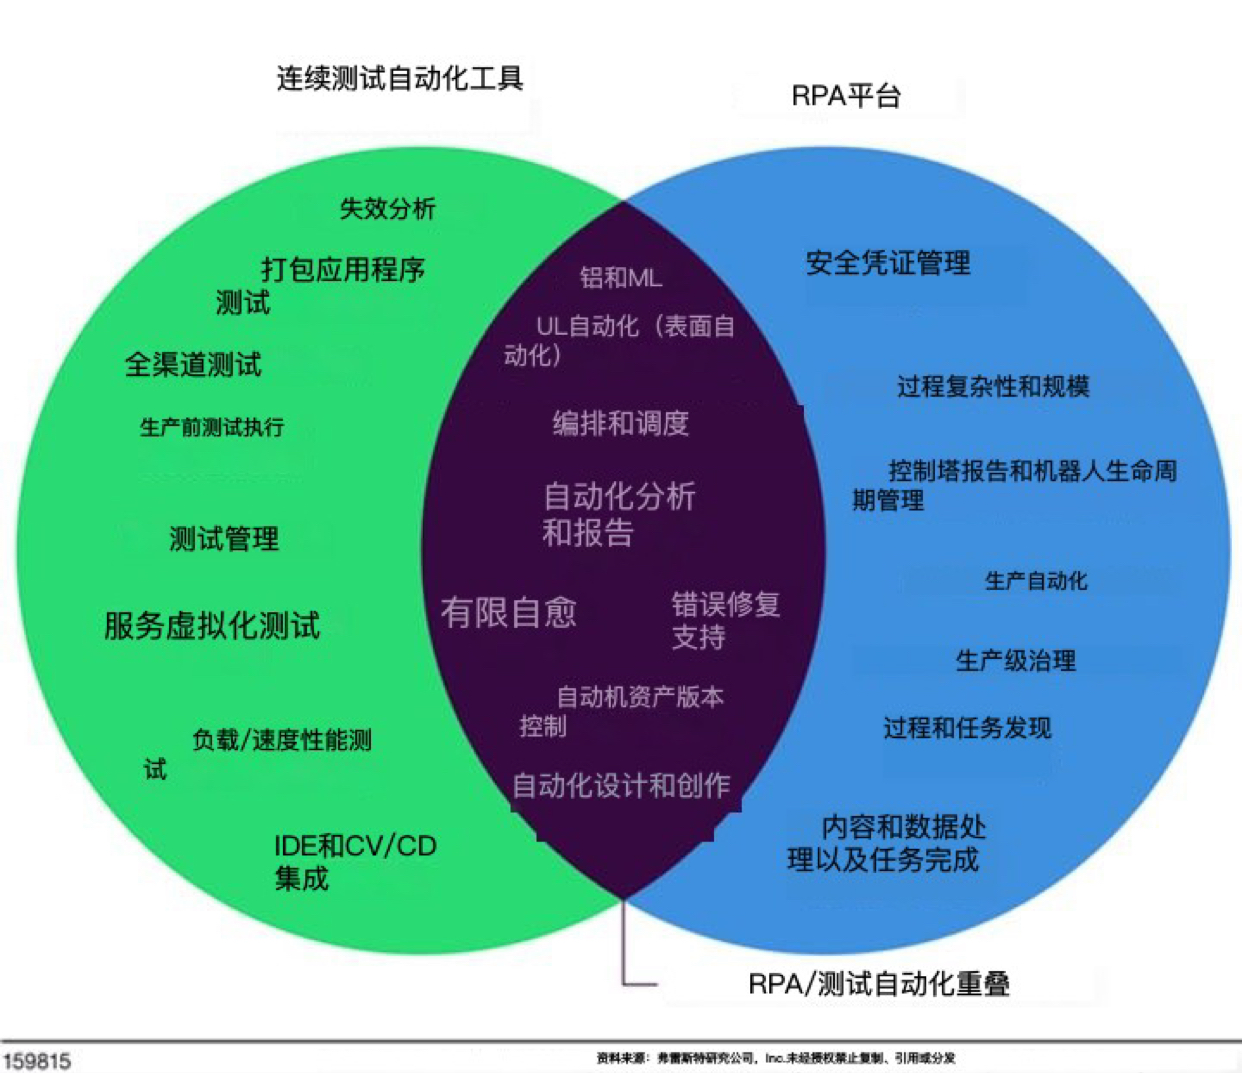 连续测试自动化工具
RPA平台
失效分析
打包应用程序
测试
全渠道测试
生产前测试执行
测试管理
服务虚拟化测试
负载/速度性能测
试
IDE和CV/CD
集成
铝和ML
UL自动化（表面自
动化）
编排和调度
自动化分析
和报告
有限自愈
错误修复
支持
自动机资产版本
控制
自动化设计和创作
安全凭证管理
过程复杂性和规模
控制塔报告和机器人生命周
期管理
生产自动化
生产级治理
过程和任务发现
内容和数据处
理以及任务完成
RPA/测试自动化重叠
159815
资料来源：弗雷斯特研究公司，Inc.未经授权禁止复制、引用或分发